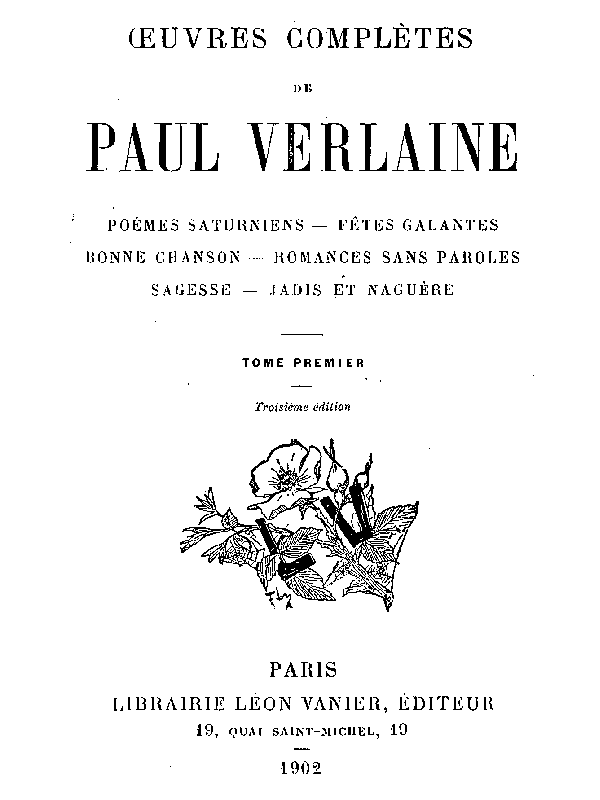 ŒUVRES COMPLÈTES
DE
PAUL VERLAINE
POÈMES SATURNIENS — FÊTES GALANTES
BONNE CHANSON — ROMANCES SANS PAROLES
SAGESSE — JADIS ET NAGUÈRE
TOME PREMIER
Troisième édition
L V
PARIS
LIBRAIRIE LÉON VANIER, ÉDITEUR
19, QUAI SAINT-MICHEL, 19
1902